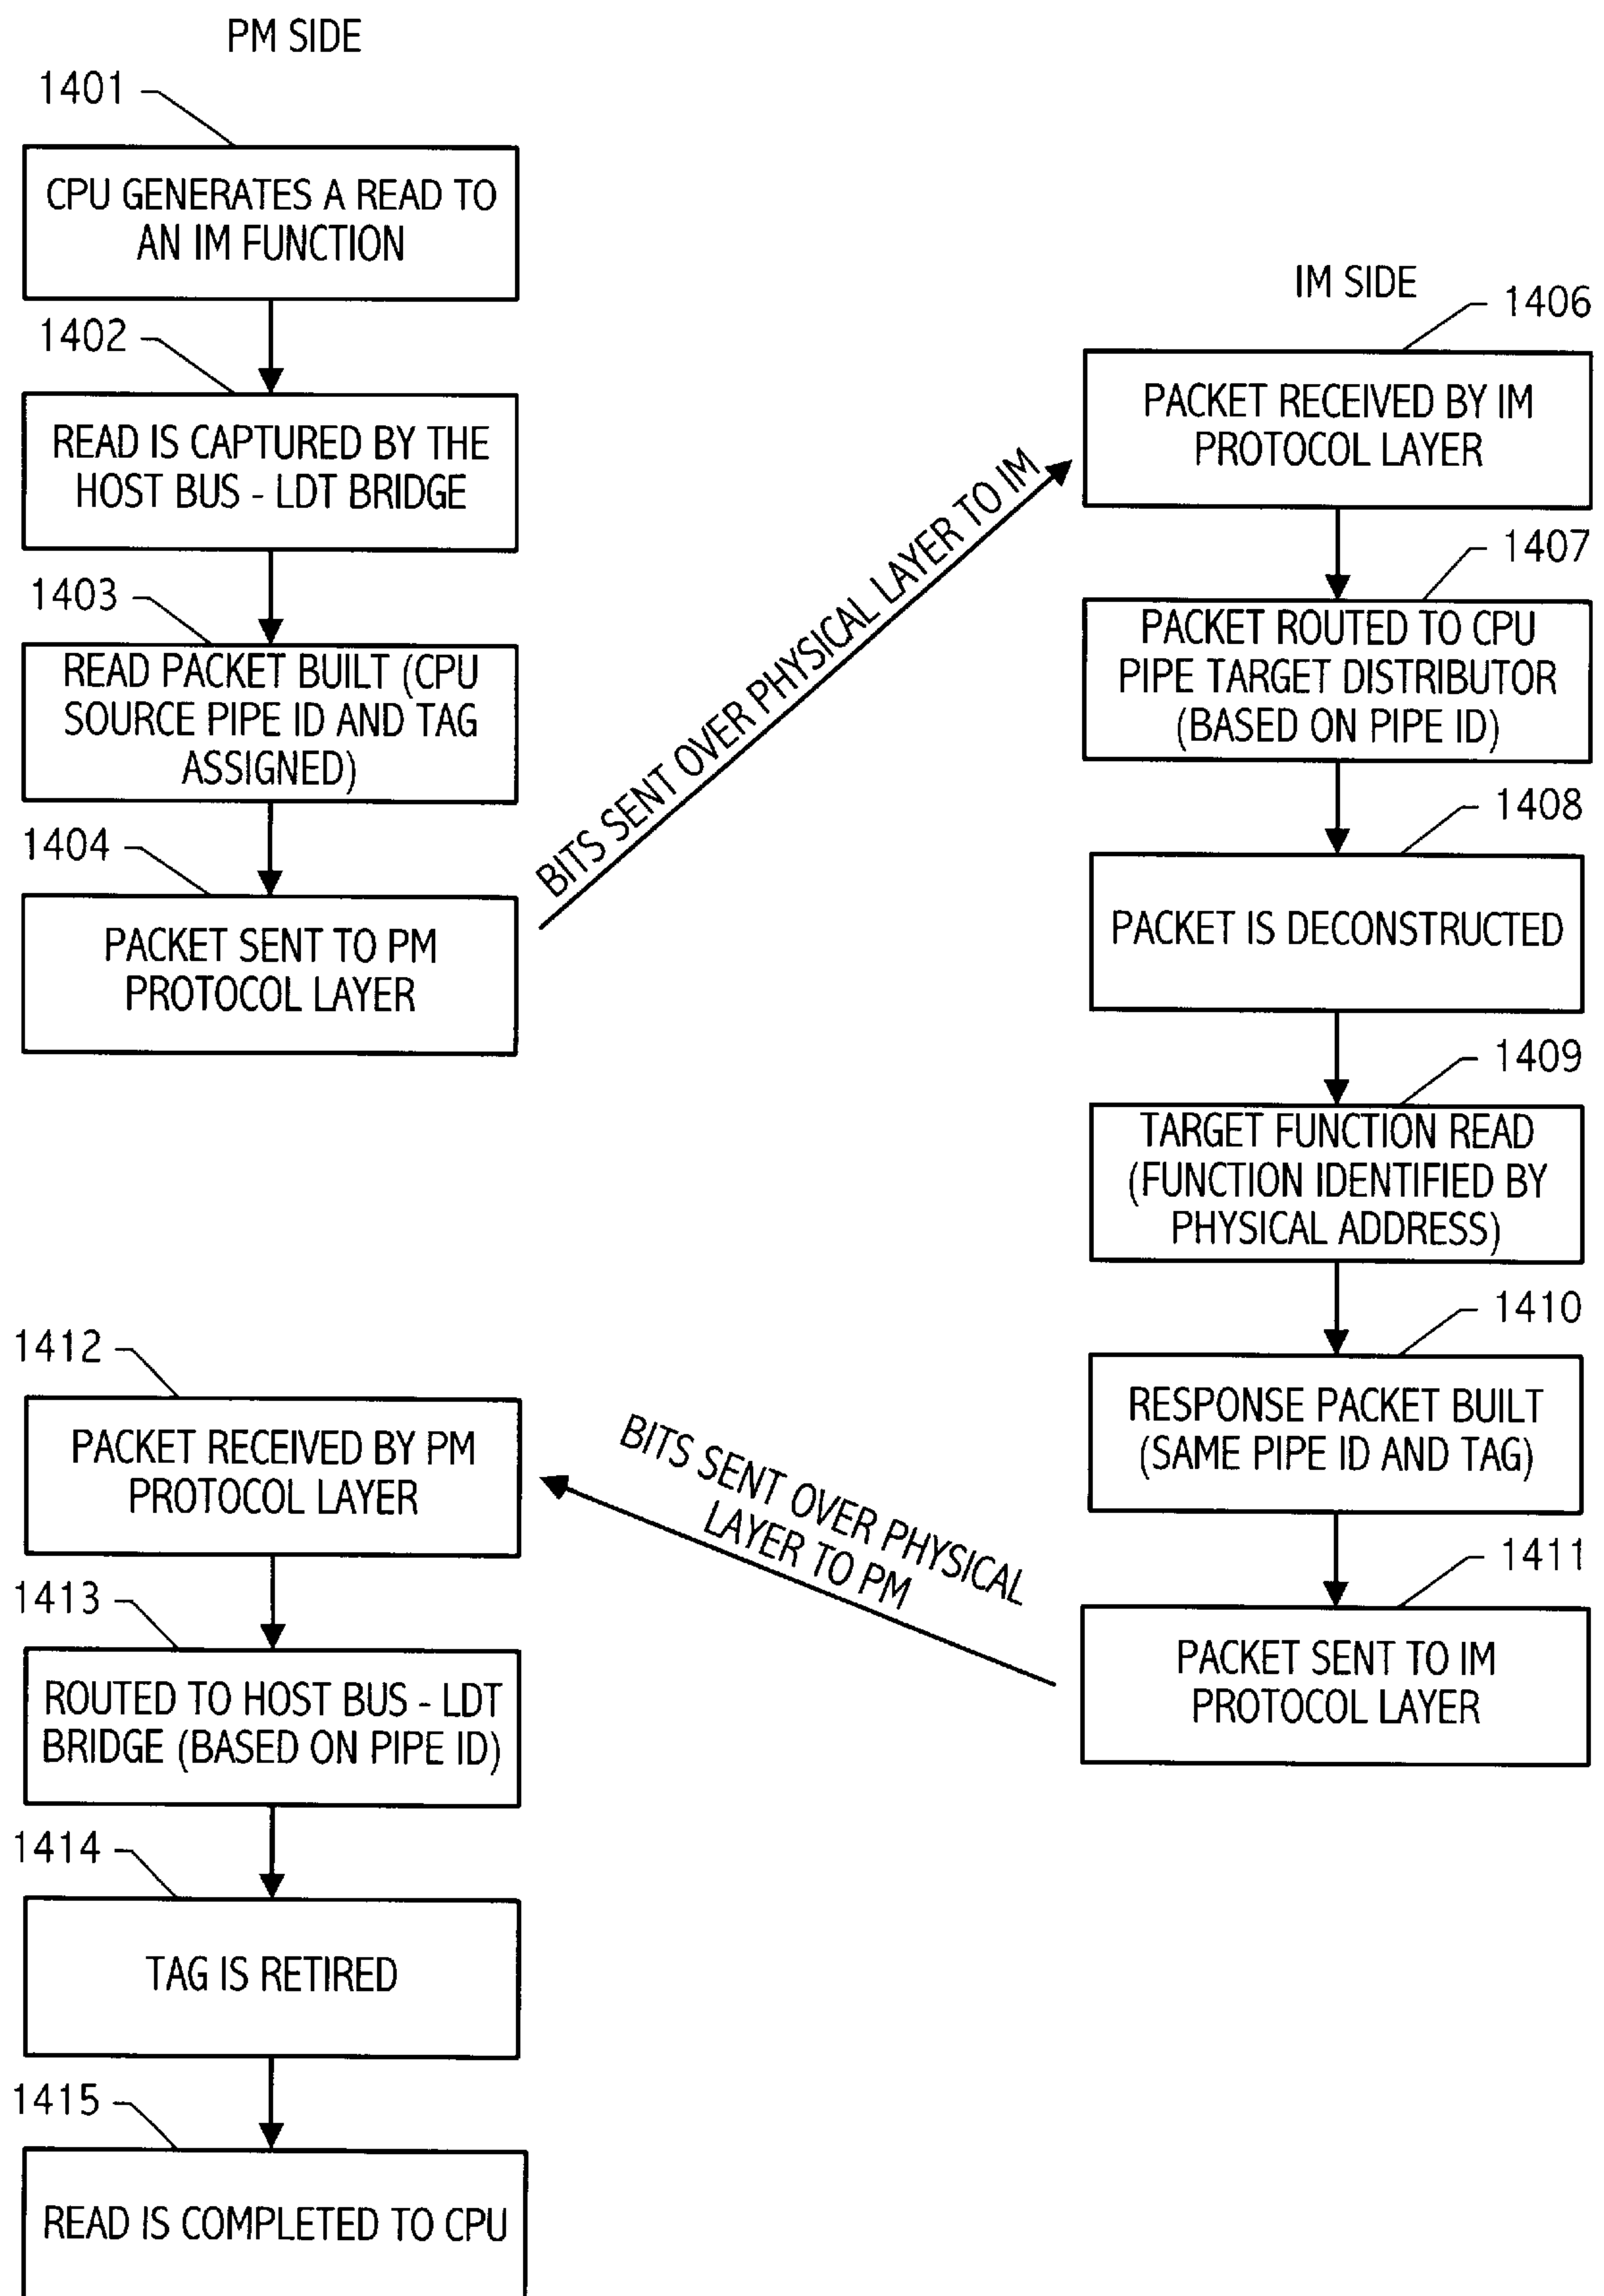 PM SIDE
1401
CPU GENERATES A READ TO
AN IM FUNCTION
1402
READ IS CAPTURED BY THE
HOST BUS - LDT BRIDGE
1403
READ PACKET BUILT (CPU
SOURCE PIPE ID AND TAG
ASSIGNED)
1404
PACKET SENT TO PM
PROTOCOL LAYER
BITS SENT OVER PHYSICAL LAYER TO IM
IM SIDE
1406
PACKET RECEIVED BY IM
PROTOCOL LAYER
1407
PACKET ROUTED TO CPU
PIPE TARGET DISTRIBUTOR
(BASED ON PIPE ID)
1408
PACKET IS DECONSTRUCTED
1409
TARGET FUNCTION READ
(FUNCTION IDENTIFIED BY
PHYSICAL ADDRESS)
1410
RESPONSE PACKET BUILT
(SAME PIPE ID AND TAG)
1411
PACKET SENT TO IM
PROTOCOL LAYER
BITS SENT OVER PHYSICAL
LAYER TO PM
1412
PACKET RECEIVED BY PM
PROTOCOL LAYER
1413
ROUTED TO HOST BUS - LDT
BRIDGE (BASED ON PIPE ID)
1414
TAG IS RETIRED
1415
READ IS COMPLETED TO CPU